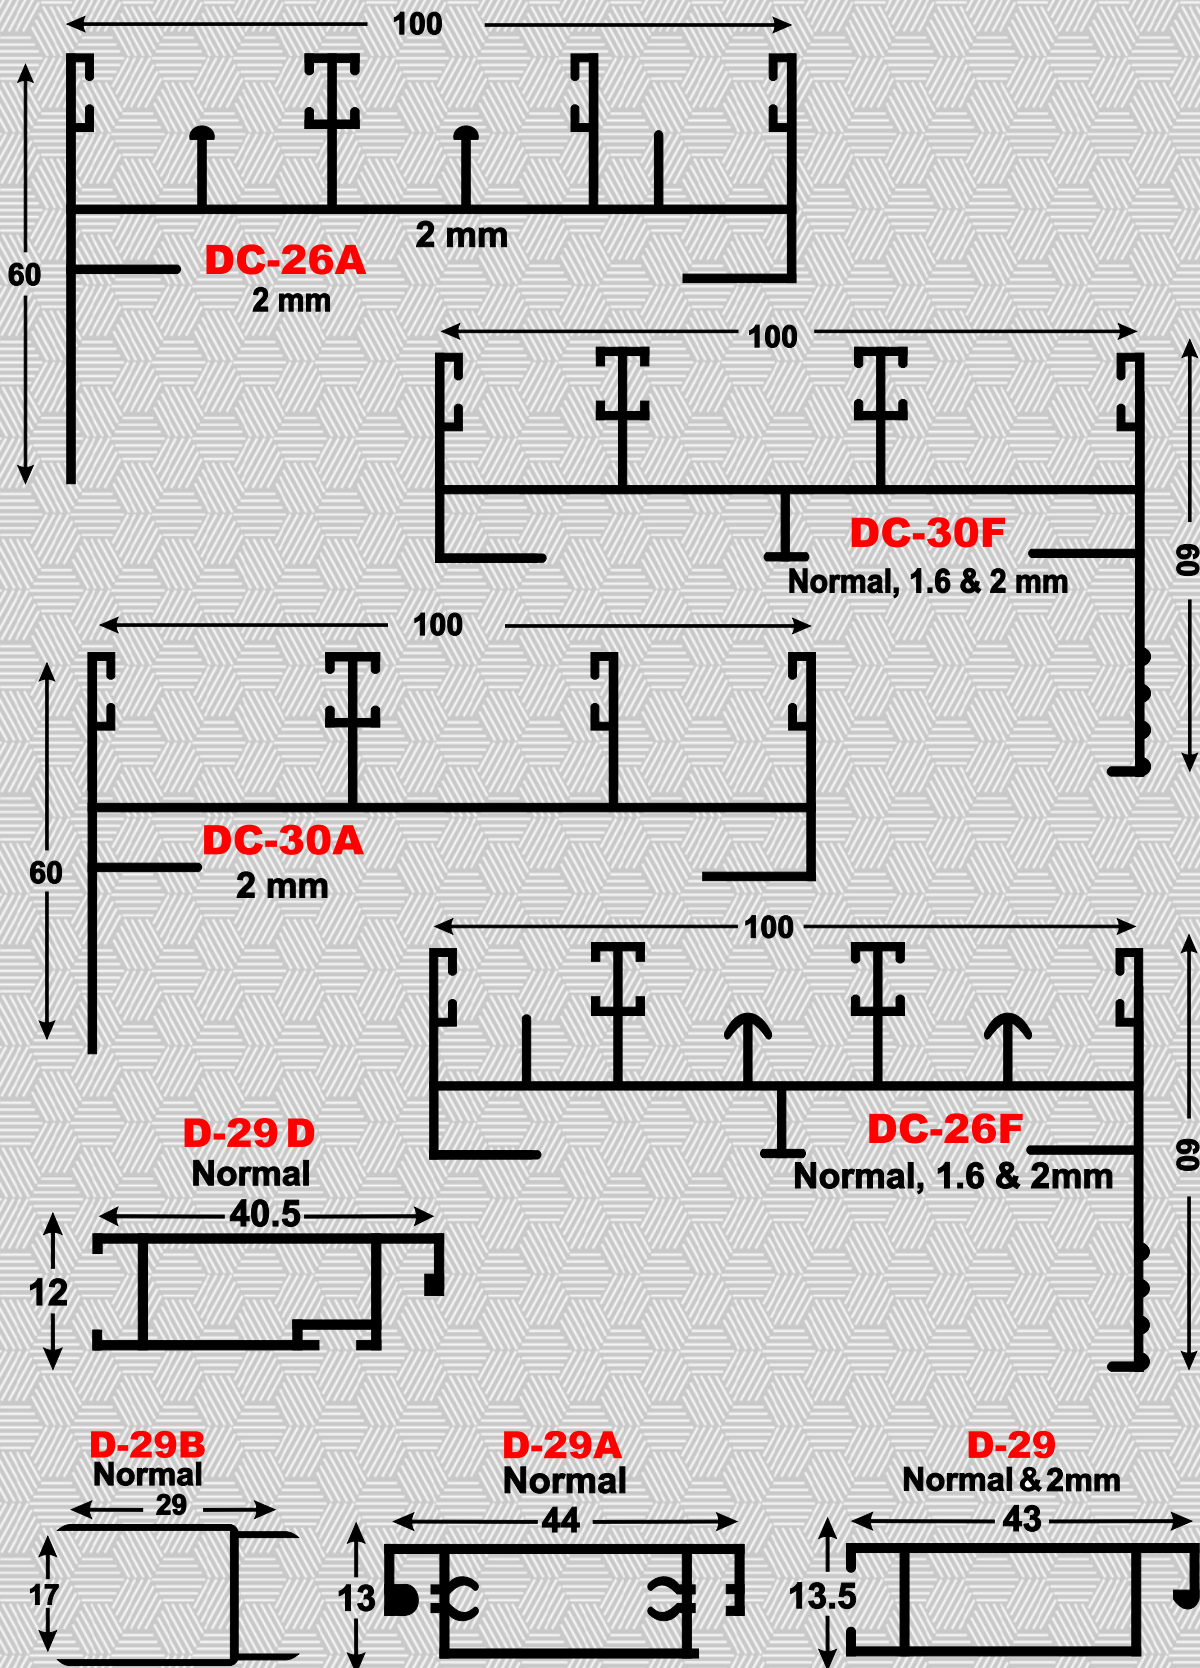 100
60
2 mm
DC-26A
2 mm
100
60
DC-30F
Normal, 1.6 & 2 mm
100
60
DC-30A
2 mm
100
60
DC-26F
Normal, 1.6 & 2mm
D-29 D
Normal
40.5
12
D-29B
Normal
29
17
D-29A
Normal
44
13
D-29
Normal & 2mm
43
13.5